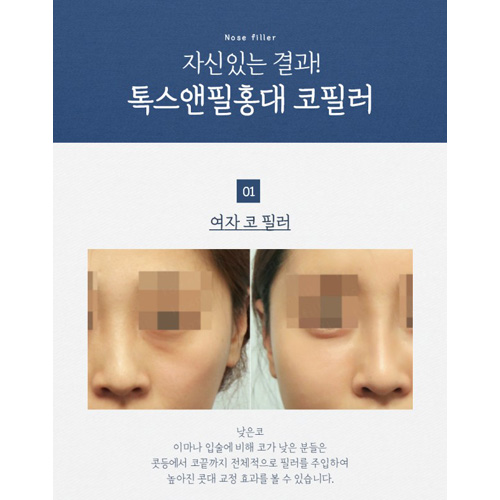 Nose filler
자신있는 결과!
톡스앤필홍대 코필러
01
여자 코 필러
낮은코
이마나 입술에 비해 코가 낮은 분들은
콧등에서 코끝까지 전체적으로 필러를 주입하여
높아진 콧대 교정 효과를 볼 수 있습니다.